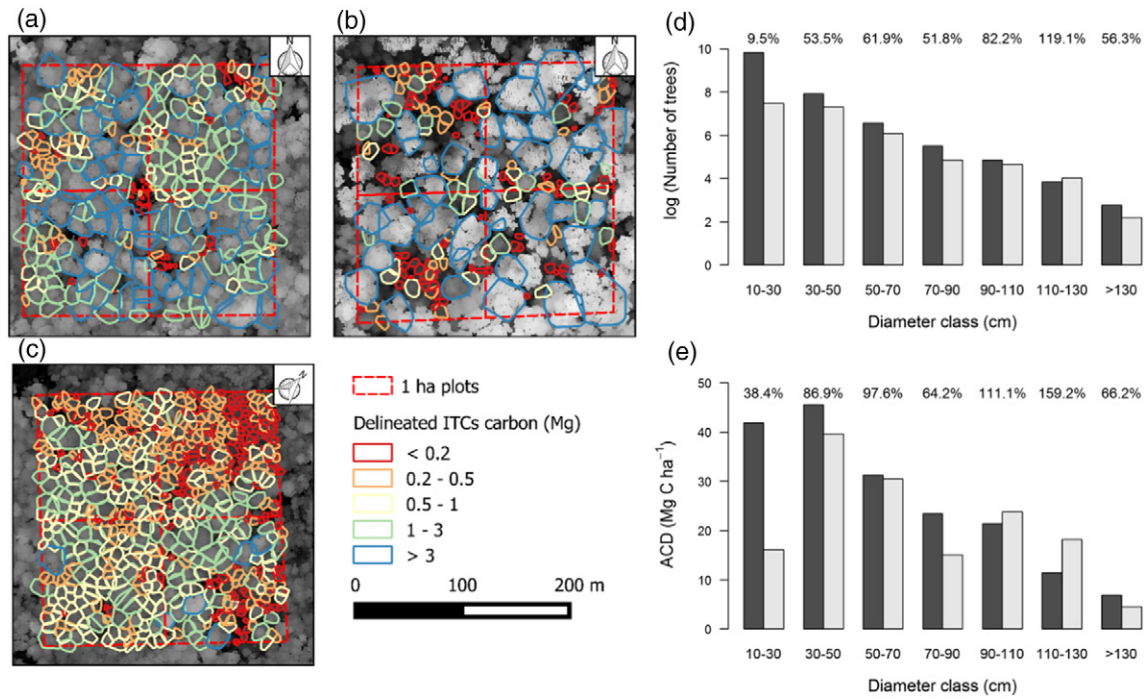 (a)
N
(b)
N
(c)
N
1 ha plots
Delineated ITCs carbon (Mg)
< 0.2
0.2 - 0.5
0.5 - 1
1 - 3
> 3
0 100 200 m
(d)
9.5% 53.5% 61.9% 51.8% 82.2% 119.1% 56.3%
log (Number of trees)
10
8
6
4
2
0
10-30 30-50 50-70 70-90 90-110 110-130 >130
Diameter class (cm)
(e)
38.4% 86.9% 97.6% 64.2% 111.1% 159.2% 66.2%
ACD (Mg C ha⁻¹)
50
40
30
20
10
0
10-30 30-50 50-70 70-90 90-110 110-130 >130
Diameter class (cm)